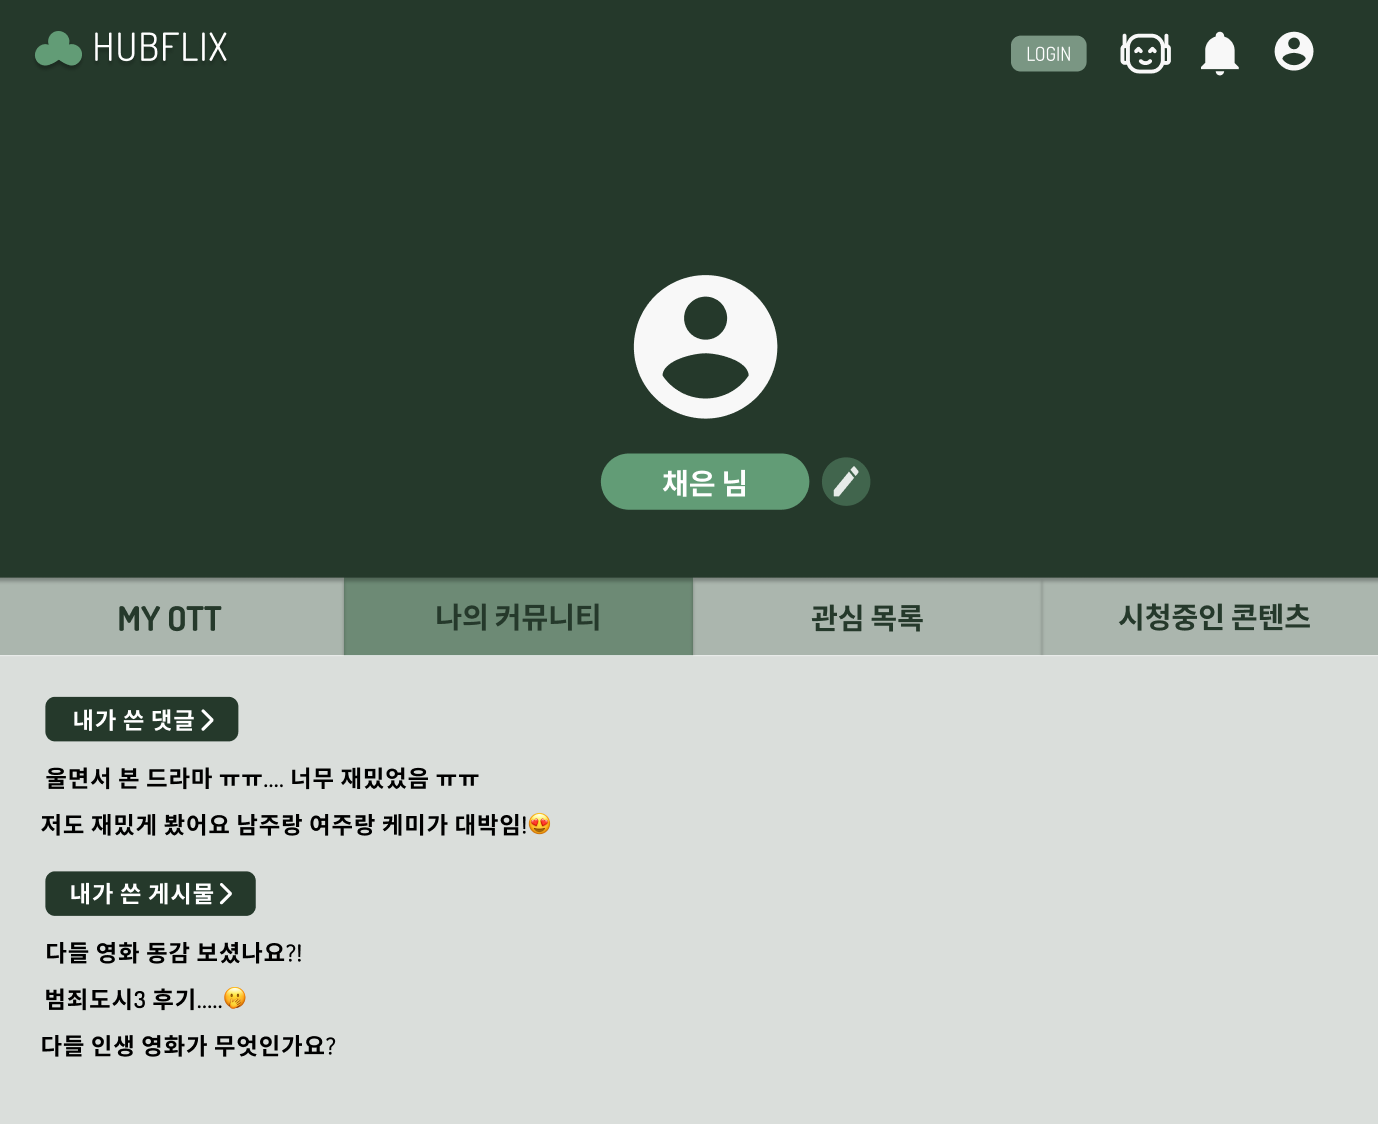 HUBFLIX
LOGIN
채은 님
MY OTT
나의 커뮤니티
관심 목록
시청중인 콘텐츠
내가 쓴 댓글 >
울면서 본 드라마 ㅠㅠ.... 너무 재밌었음 ㅠㅠ
저도 재밌게 봤어요 남주랑 여주랑 케미가 대박임!😍
내가 쓴 게시물 >
다들 영화 동감 보셨나요?!
범죄도시3 후기.....🤭
다들 인생 영화가 무엇인가요?